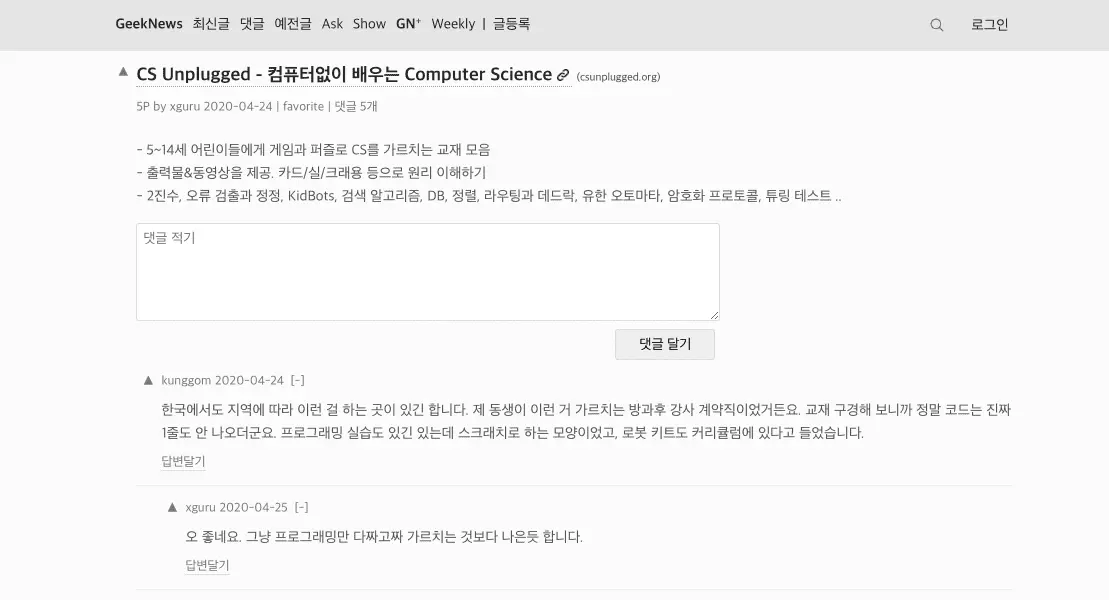 GeekNews 최신글 댓글 예전글 Ask Show GN⁺ Weekly | 글등록 로그인
▲ CS Unplugged - 컴퓨터없이 배우는 Computer Science (csunplugged.org)
5P by xguru 2020-04-24 | favorite | 댓글 5개
- 5~14세 어린이들에게 게임과 퍼즐로 CS를 가르치는 교재 모음
- 출력물&동영상을 제공. 카드/실/크래용 등으로 원리 이해하기
- 2진수, 오류 검출과 정정, KidBots, 검색 알고리즘, DB, 정렬, 라우팅과 데드락, 유한 오토마타, 암호화 프로토콜, 튜링 테스트 ..
댓글 적기
댓글 달기
▲ kunggom 2020-04-24 [-]
한국에서도 지역에 따라 이런 걸 하는 곳이 있긴 합니다. 제 동생이 이런 거 가르치는 방과후 강사 계약직이었거든요. 교재 구경해 보니까 정말 코드는 진짜
1줄도 안 나오더군요. 프로그래밍 실습도 있긴 있는데 스크래치로 하는 모양이었고, 로봇 키트도 커리큘럼에 있다고 들었습니다.
답변달기
▲ xguru 2020-04-25 [-]
오 좋네요. 그냥 프로그래밍만 다짜고짜 가르치는 것보다 나은듯 합니다.
답변달기